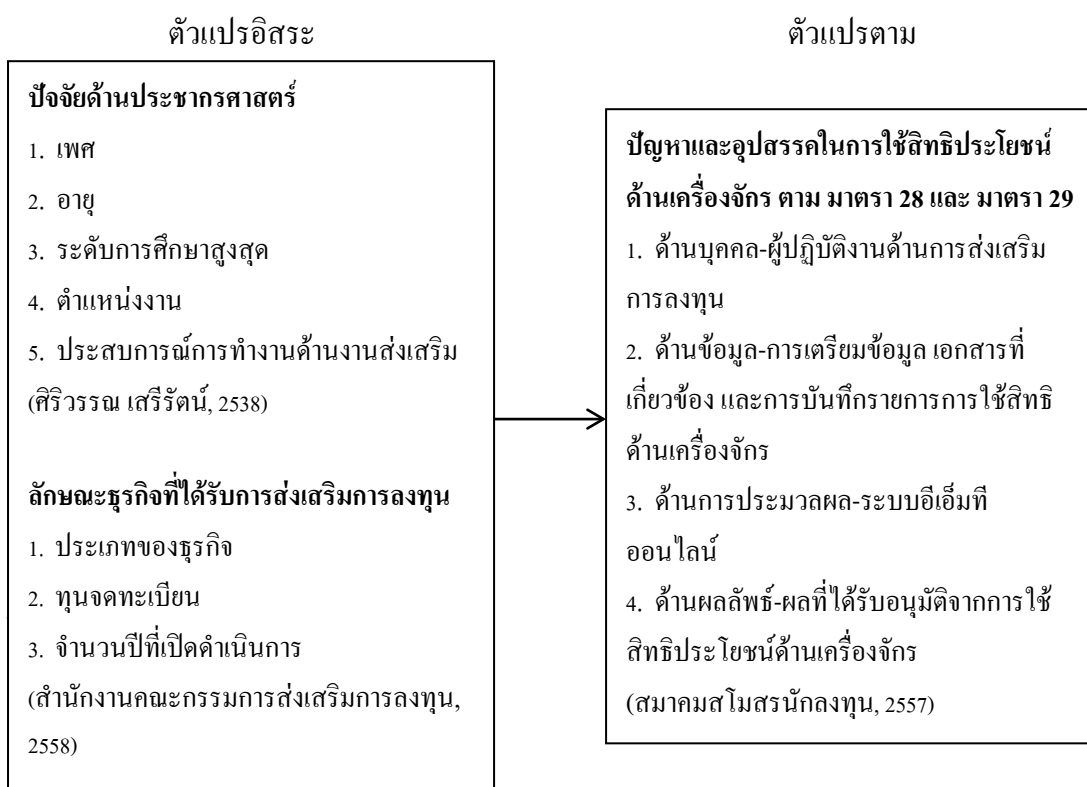 ตัวแปรอิสระ
ปัจจัยด้านประชากรศาสตร์
1. เพศ
2. อายุ
3. ระดับการศึกษาสูงสุด
4. ตำแหน่งงาน
5. ประสบการณ์การทำงานด้านงานส่งเสริม
(ศิริวรรณ เสรีรัตน์, 2538)
ลักษณะธุรกิจที่ได้รับการส่งเสริมการลงทุน
1. ประเภทของธุรกิจ
2. ทุนจดทะเบียน
3. จำนวนปีที่เปิดดำเนินการ
(สำนักงานคณะกรรมการส่งเสริมการลงทุน,
2558)
ตัวแปรตาม
ปัญหาและอุปสรรคในการใช้สิทธิประโยชน์
ด้านเครื่องจักร ตาม มาตรา 28 และ มาตรา 29
1. ด้านบุคคล-ผู้ปฏิบัติงานด้านการส่งเสริม
การลงทุน
2. ด้านข้อมูล-การเตรียมข้อมูล เอกสารที่
เกี่ยวข้อง และการบันทึกรายการการใช้สิทธิ
ด้านเครื่องจักร
3. ด้านการประมวลผล-ระบบอีเอ็มที
ออนไลน์
4. ด้านผลลัพธ์-ผลที่ได้รับอนุมัติจากการใช้
สิทธิประโยชน์ด้านเครื่องจักร
(สมาคมสโมสรนักลงทุน, 2557)